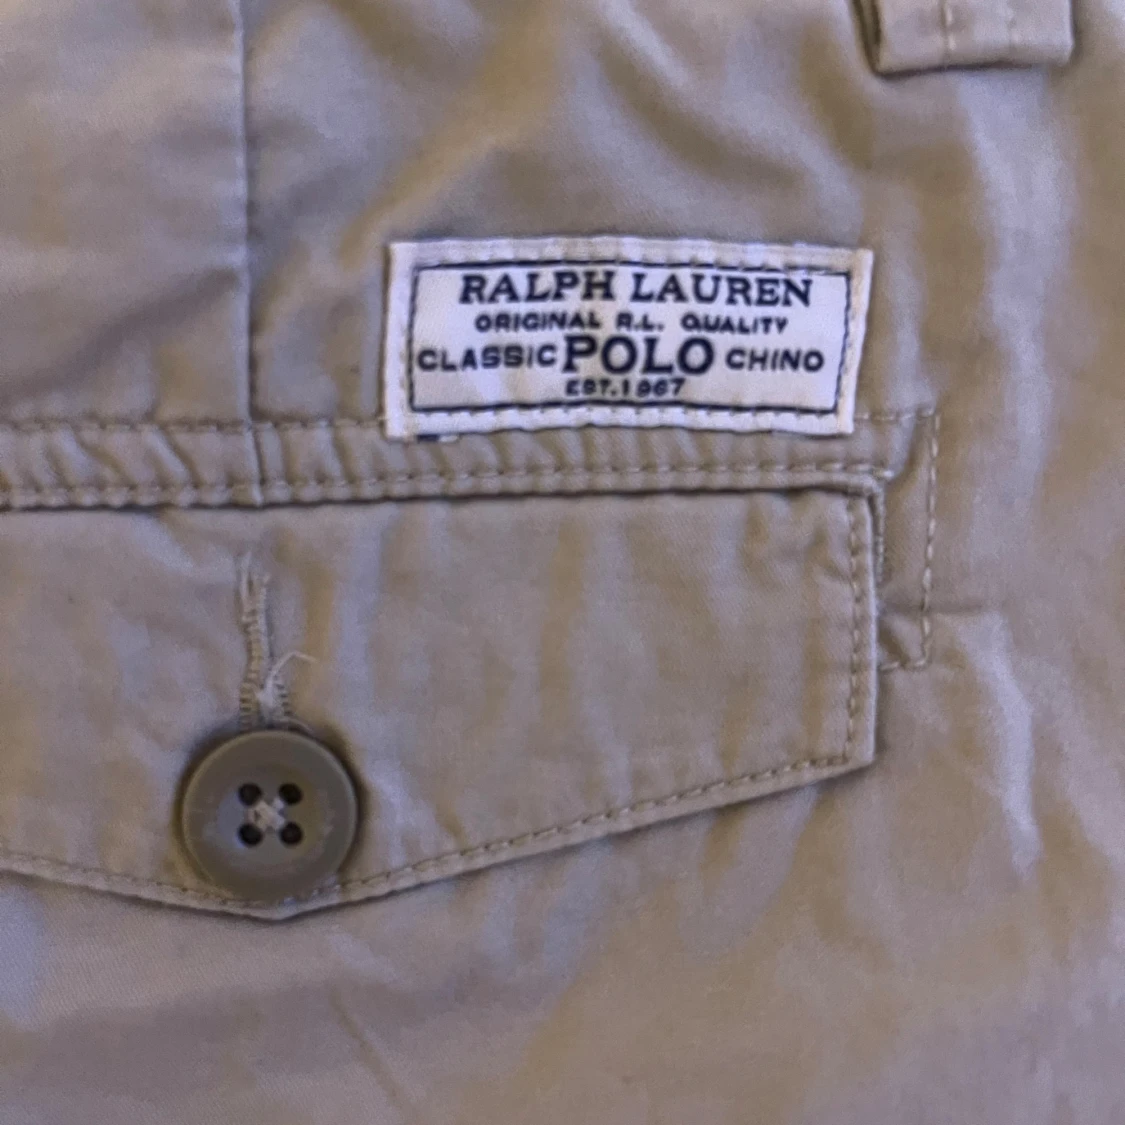 RALPH LAUREN
ORIGINAL R.L. QUALITY
CLASSIC POLO CHINO
EST. 1967